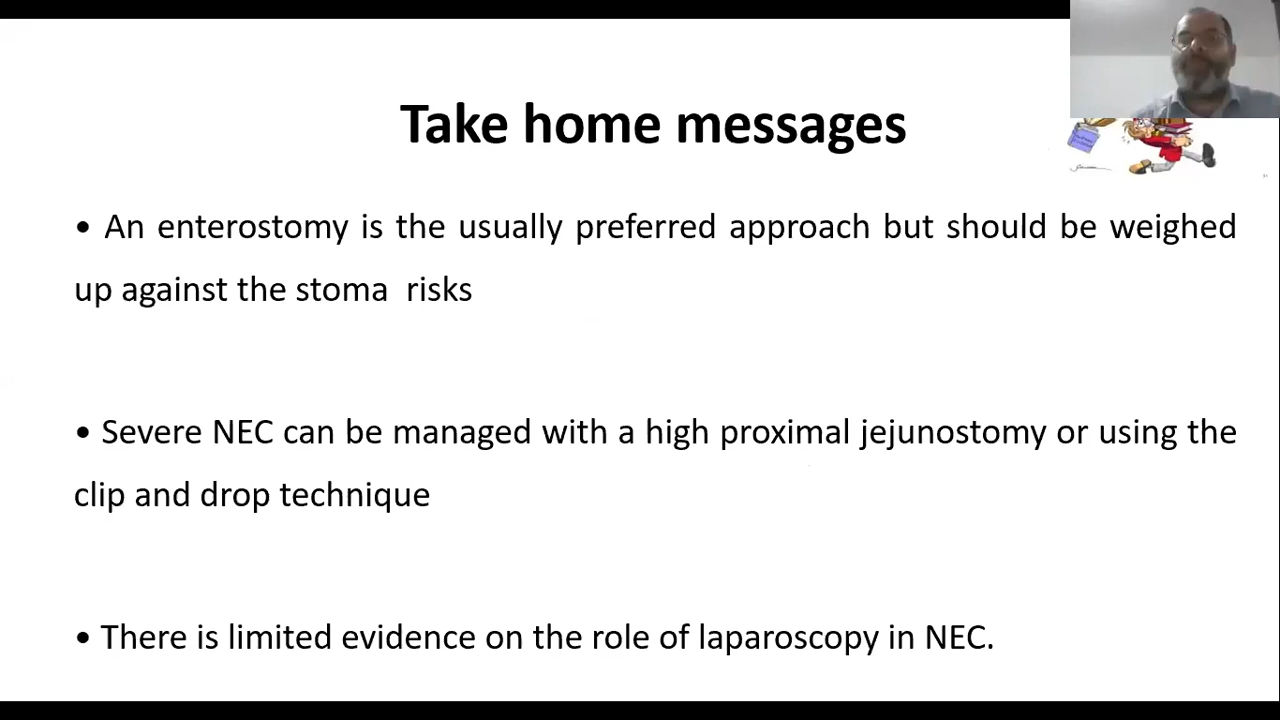 Take home messages
• An enterostomy is the usually preferred approach but should be weighed
up against the stoma risks
• Severe NEC can be managed with a high proximal jejunostomy or using the
clip and drop technique
• There is limited evidence on the role of laparoscopy in NEC.